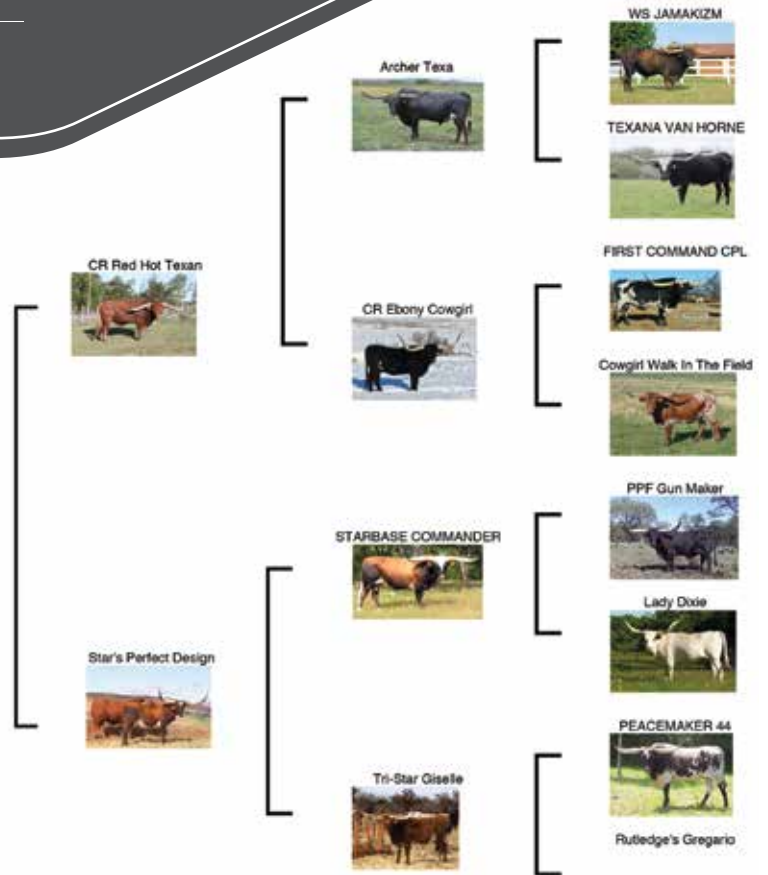 WS JAMAKIZM
Archer Texa
TEXANA VAN HORNE
CR Red Hot Texan
FIRST COMMAND CPL
CR Ebony Cowgirl
Cowgirl Walk In The Field
PPF Gun Maker
STARBASE COMMANDER
Lady Dixie
Star's Perfect Design
PEACEMAKER 44
Tri-Star Giselle
Rutledge's Gregario